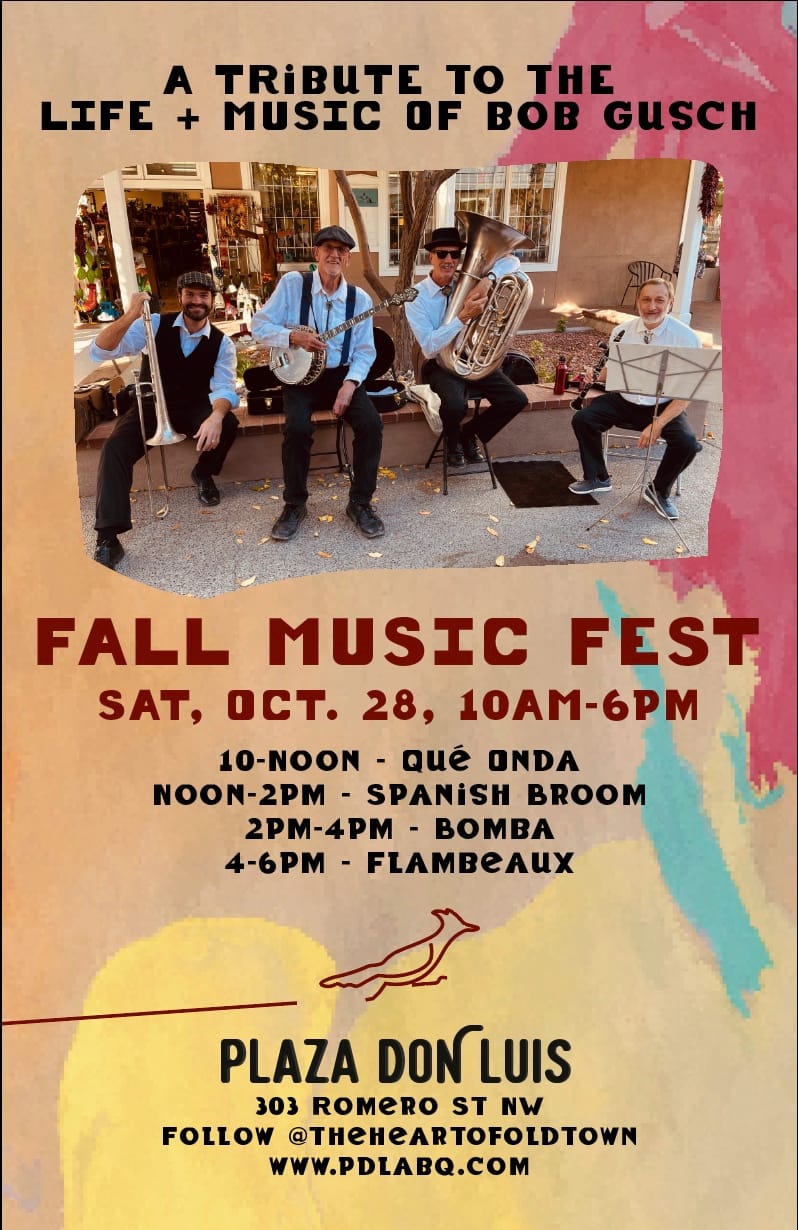 A TRIBUTE TO THE
LIFE + MUSIC OF BOB GUSCH
FALL MUSIC FEST
SAT, OCT. 28, 10AM-6PM
10-NOON - QUÉ ONDA
NOON-2PM - SPANISH BROOM
2PM-4PM - BOMBA
4-6PM - FLAMBEAUX
PLAZA DON LUIS
303 ROMERO ST NW
FOLLOW @THEHEARTOFOLDTOWN
WWW.PDLABQ.COM